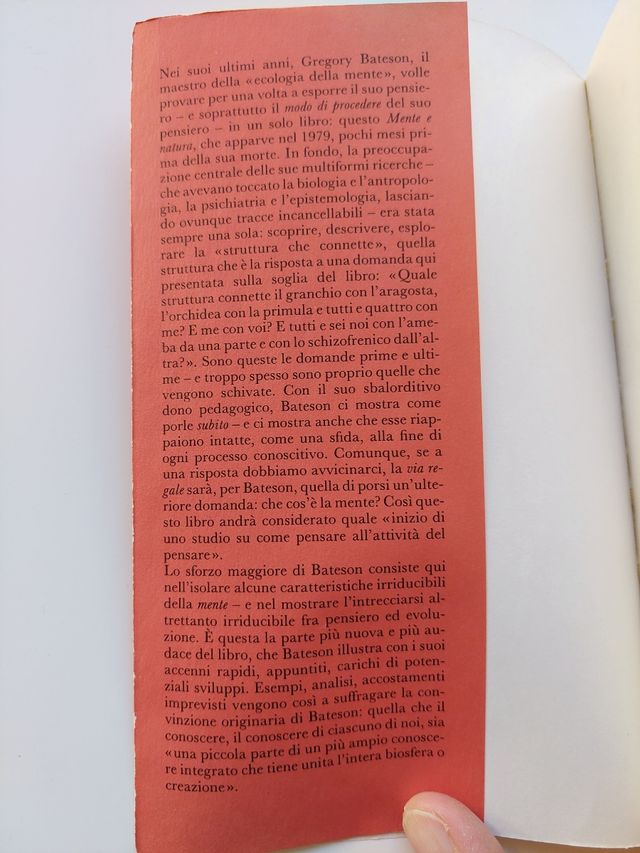 Nei suoi ultimi anni, Gregory Bateson, il
maestro della «ecologia della mente», volle
provare per una volta a esporre il suo pensie-
ro – e soprattutto il modo di procedere del suo
pensiero – in un solo libro: questo Mente e
natura, che apparve nel 1979, pochi mesi pri-
ma della sua morte. In fondo, la preoccupa-
zione centrale delle sue multiformi ricerche –
che avevano toccato la biologia e l'antropolo-
gia, la psichiatria e l'epistemologia, lascian-
do ovunque tracce incancellabili – era stata
sempre una sola: scoprire, descrivere, esplo-
rare la «struttura che connette», quella
struttura che è la risposta a una domanda qui
presentata sulla soglia del libro: «Quale
struttura connette il granchio con l'aragosta,
l'orchidea con la primula e tutti e quattro con
me? E me con voi? E tutti e sei noi con l'ame-
ba da una parte e con lo schizofrenico dall'al-
tra?». Sono queste le domande prime e ulti-
me – e troppo spesso sono proprio quelle che
vengono schivate. Con il suo sbalorditivo
dono pedagogico, Bateson ci mostra come
porle subito – e ci mostra anche che esse riap-
paiono intatte, come una sfida, alla fine di
ogni processo conoscitivo. Comunque, se a
una risposta dobbiamo avvicinarci, la via re-
gale sarà, per Bateson, quella di porsi un'ulte-
riore domanda: che cos'è la mente? Così que-
sto libro andrà considerato quale «inizio di
uno studio su come pensare all'attività del
pensare».
Lo sforzo maggiore di Bateson consiste qui
nell'isolare alcune caratteristiche irriducibili
della mente – e nel mostrare l'intrecciarsi al-
trettanto irriducibile fra pensiero ed evolu-
zione. È questa la parte più nuova e più au-
dace del libro, che Bateson illustra con i suoi
accenni rapidi, appuntiti, carichi di poten-
ziali sviluppi. Esempi, analisi, accostamenti
imprevisti vengono così a suffragare la con-
vinzione originaria di Bateson: quella che il
conoscere, il conoscere di ciascuno di noi, sia
«una piccola parte di un più ampio conosce-
re integrato che tiene unita l'intera biosfera o
creazione».